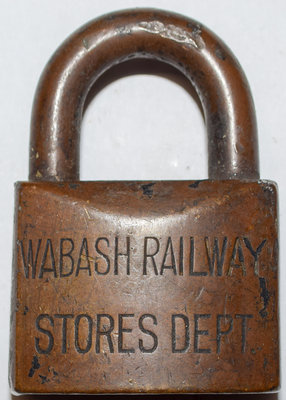 WABASH RAILWAY
STORES DEPT.